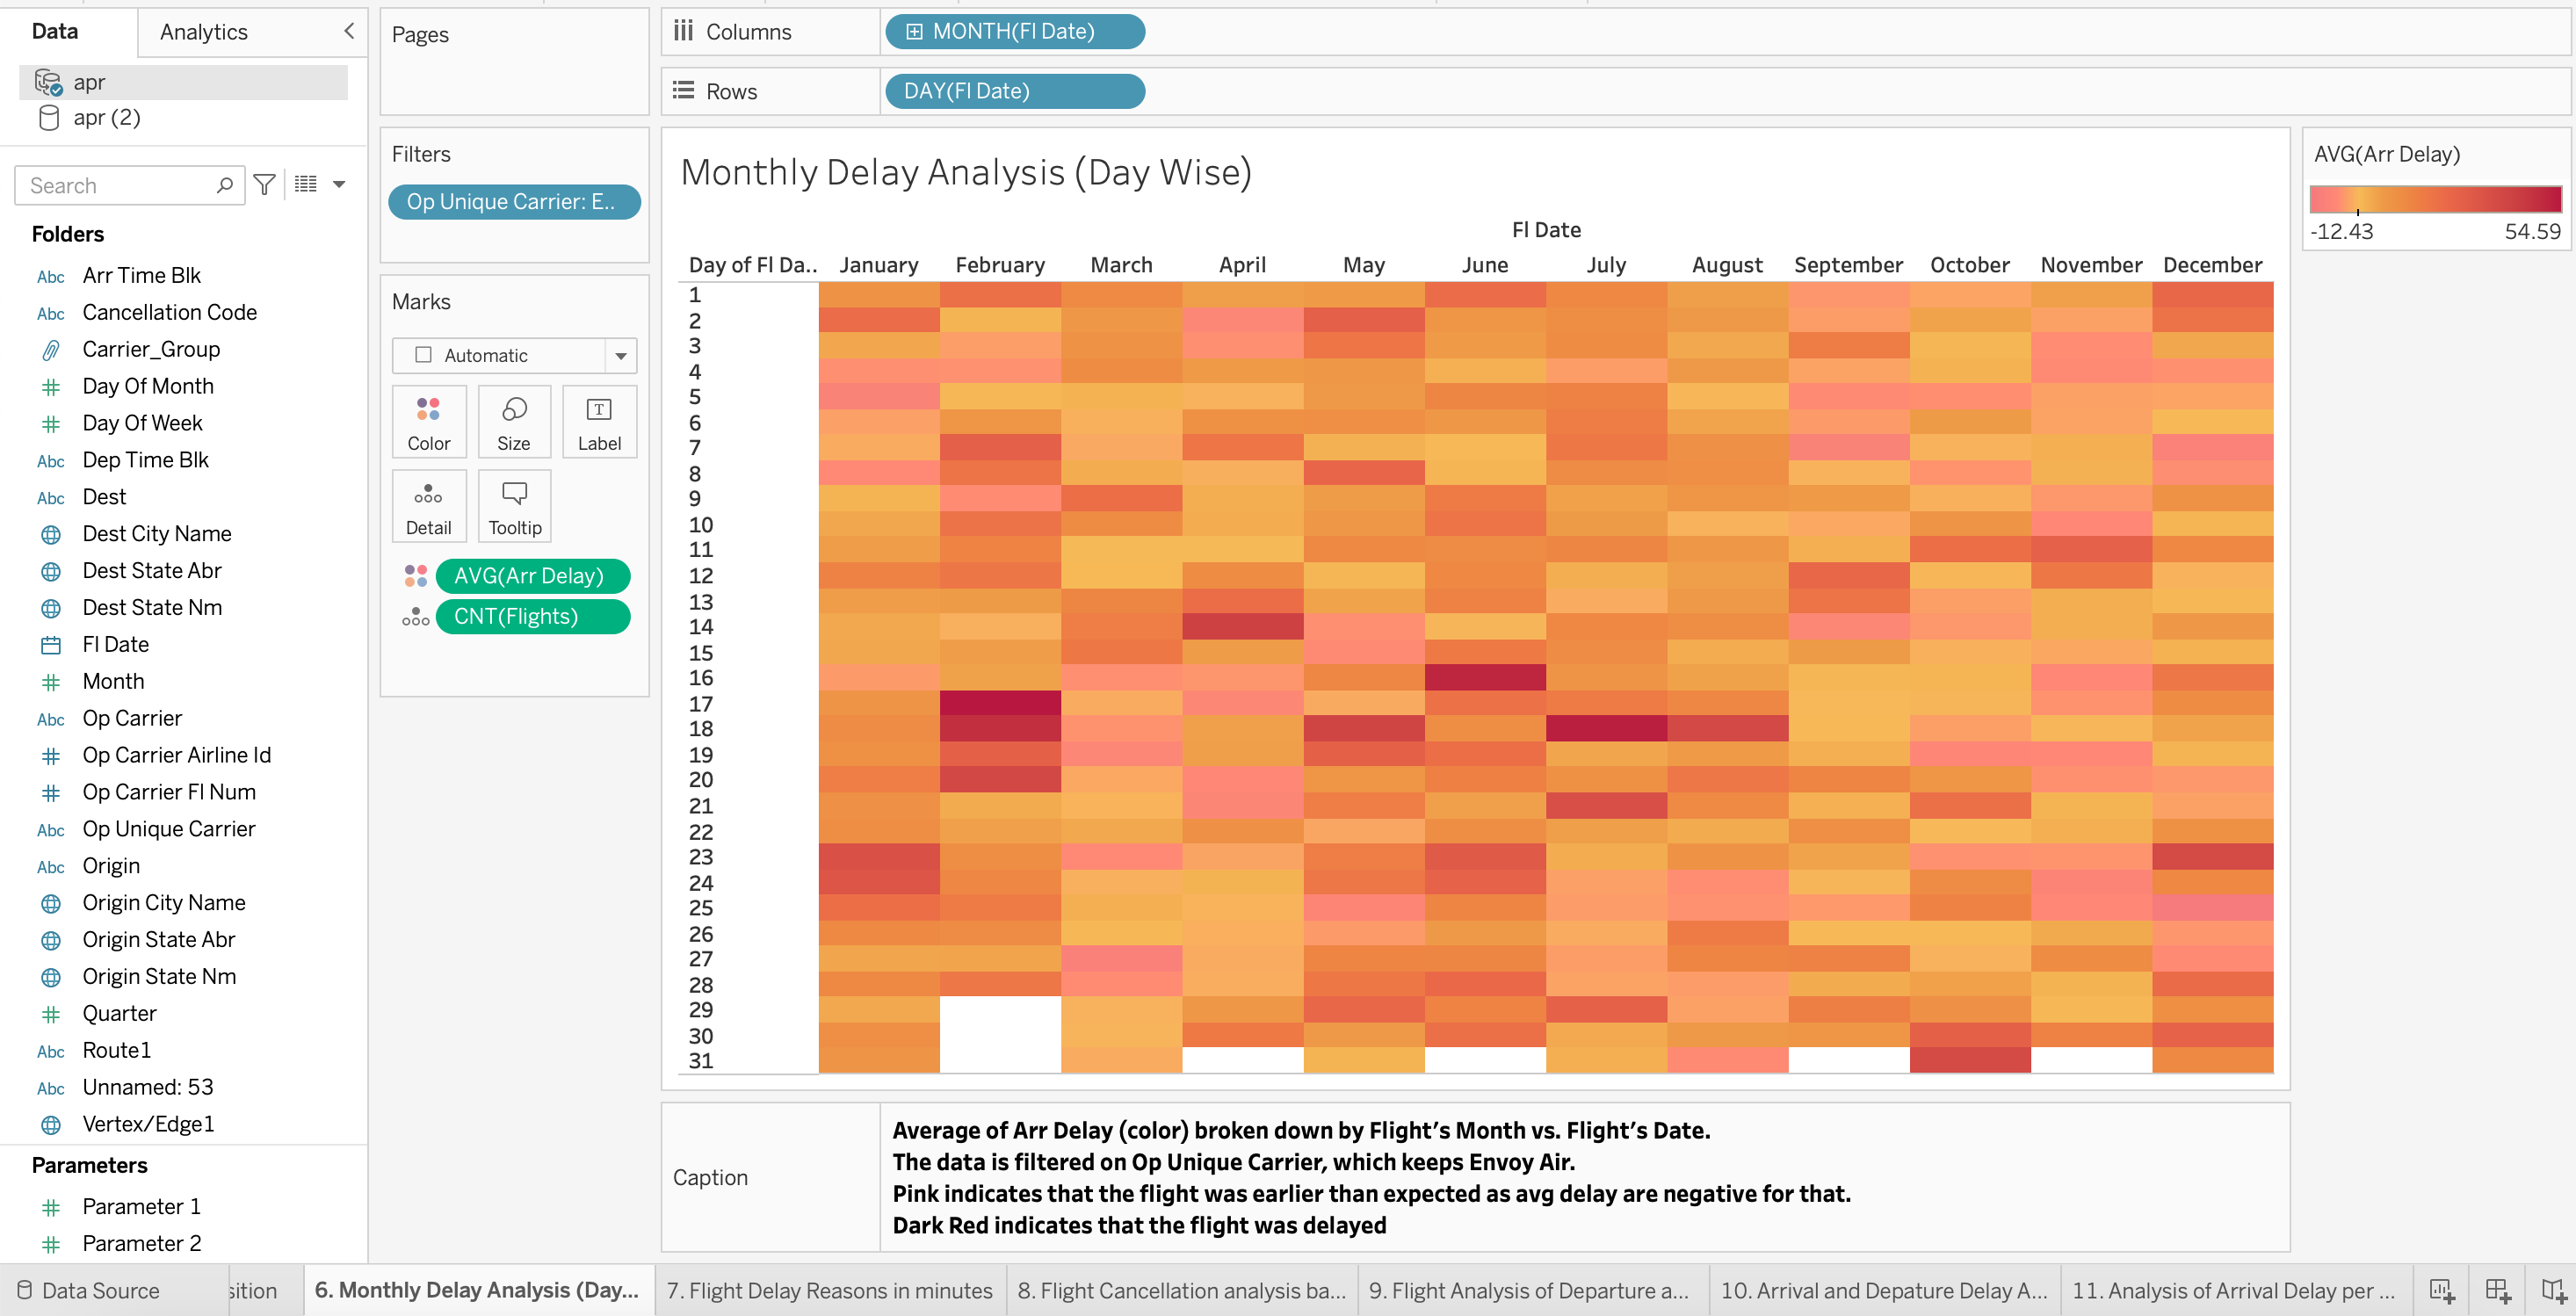 Data
Analytics
apr
apr (2)
Search
Folders
Abc Arr Time Blk
Abc Cancellation Code
Carrier_Group
# Day Of Month
# Day Of Week
Abc Dep Time Blk
Abc Dest
Dest City Name
Dest State Abr
Dest State Nm
Fl Date
# Month
Abc Op Carrier
# Op Carrier Airline Id
# Op Carrier Fl Num
Abc Op Unique Carrier
Abc Origin
Origin City Name
Origin State Abr
Origin State Nm
# Quarter
Abc Route1
Abc Unnamed: 53
Vertex/Edge1
Parameters
# Parameter 1
# Parameter 2
Pages
Filters
Op Unique Carrier: E..
Marks
Automatic
Color Size T Label
Detail Tooltip
AVG(Arr Delay)
CNT(Flights)
Columns MONTH(Fl Date)
Rows DAY(Fl Date)
Monthly Delay Analysis (Day Wise)
Fl Date
Day of Fl Da.. January February March April May June July August September October November December
1
2
3
4
5
6
7
8
9
10
11
12
13
14
15
16
17
18
19
20
21
22
23
24
25
26
27
28
29
30
31
AVG(Arr Delay)
-12.43 54.59
Caption
Average of Arr Delay (color) broken down by Flight’s Month vs. Flight’s Date.
The data is filtered on Op Unique Carrier, which keeps Envoy Air.
Pink indicates that the flight was earlier than expected as avg delay are negative for that.
Dark Red indicates that the flight was delayed
Data Source
sition
6. Monthly Delay Analysis (Day...
7. Flight Delay Reasons in minutes
8. Flight Cancellation analysis ba...
9. Flight Analysis of Departure a...
10. Arrival and Depature Delay A...
11. Analysis of Arrival Delay per ...